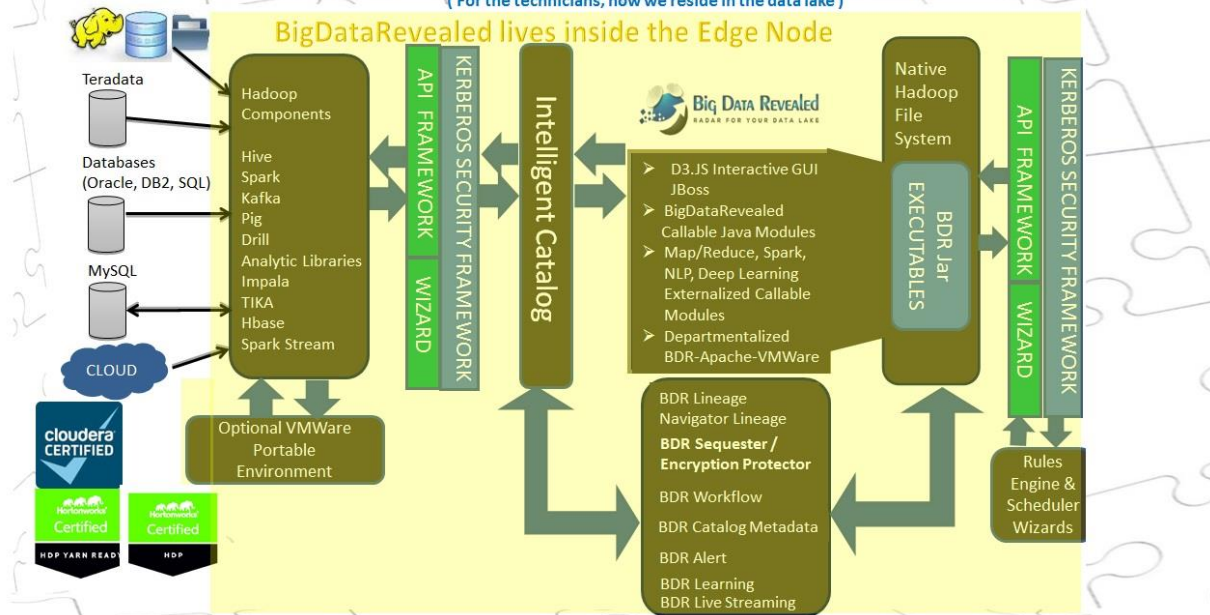 ( For the technicians, how we reside in the data lake )
BigDataRevealed lives inside the Edge Node
Teradata
Databases
(Oracle, DB2, SQL)
MySQL
CLOUD
cloudera
CERTIFIED
Hortonworks
Certified
HDP YARN READY
Hortonworks
Certified
HDP
Hadoop
Components
Hive
Spark
Kafka
Pig
Drill
Analytic Libraries
Impala
TIKA
Hbase
Spark Stream
Optional VMWare
Portable
Environment
API FRAMEWORK
WIZARD
KERBEROS SECURITY FRAMEWORK
Intelligent Catalog
BIG DATA REVEALED
RADAR FOR YOUR DATA LAKE
➢ D3.JS Interactive GUI
JBoss
➢ BigDataRevealed
Callable Java Modules
➢ Map/Reduce, Spark,
NLP, Deep Learning
Externalized Callable
Modules
➢ Departmentalized
BDR-Apache-VMWare
BDR Lineage
Navigator Lineage
BDR Sequester /
Encryption Protector
BDR Workflow
BDR Catalog Metadata
BDR Alert
BDR Learning
BDR Live Streaming
Native
Hadoop
File
System
BDR Jar
EXECUTABLES
API FRAMEWORK
WIZARD
KERBEROS SECURITY FRAMEWORK
Rules
Engine &
Scheduler
Wizards